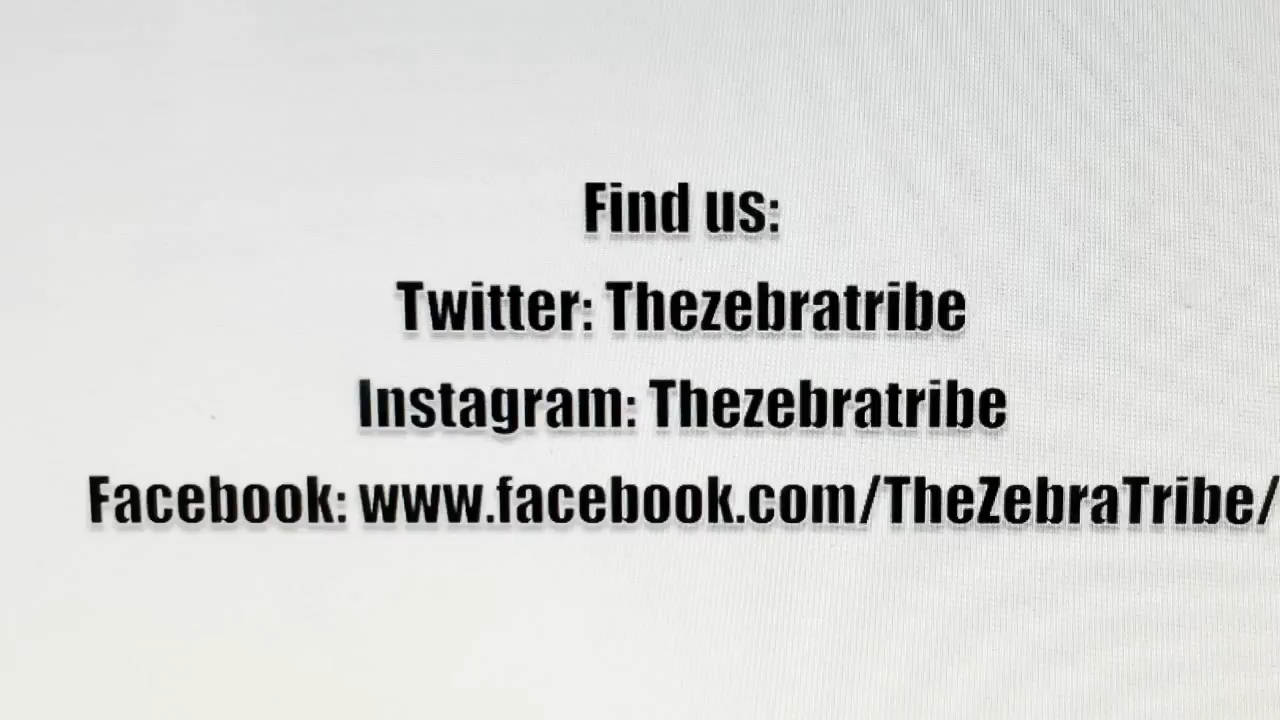 Find us:
Twitter: Thezebratribe
Instagram: Thezebratribe
Facebook: www.facebook.com/TheZebraTribe/